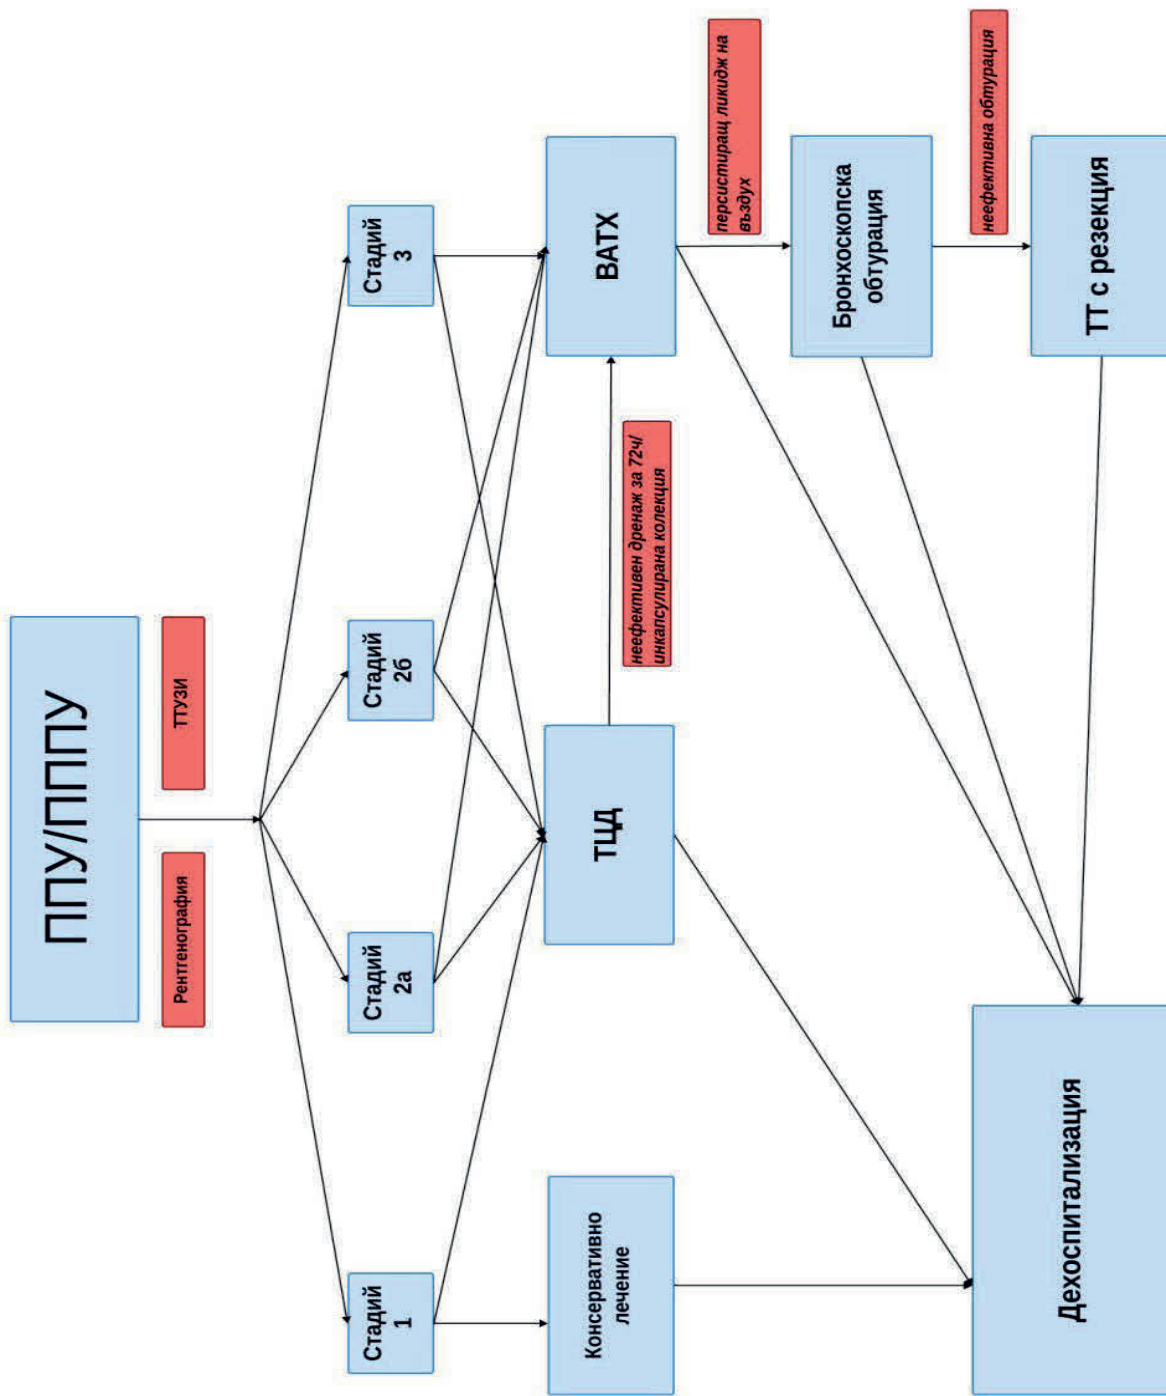 ППУ/ПППУ
Рентгенография
ТТУЗИ
Стадий
1
Стадий
2а
Стадий
2б
Стадий
3
Консервативно
лечение
ТЦД
неефективен дренаж за 72ч/
инкапсулирана колекция
ВАТХ
персистиращ ликидж на
въздух
Бронхоскопска
обтурация
неефективна обтурация
ТТ с резекция
Дехоспитализация